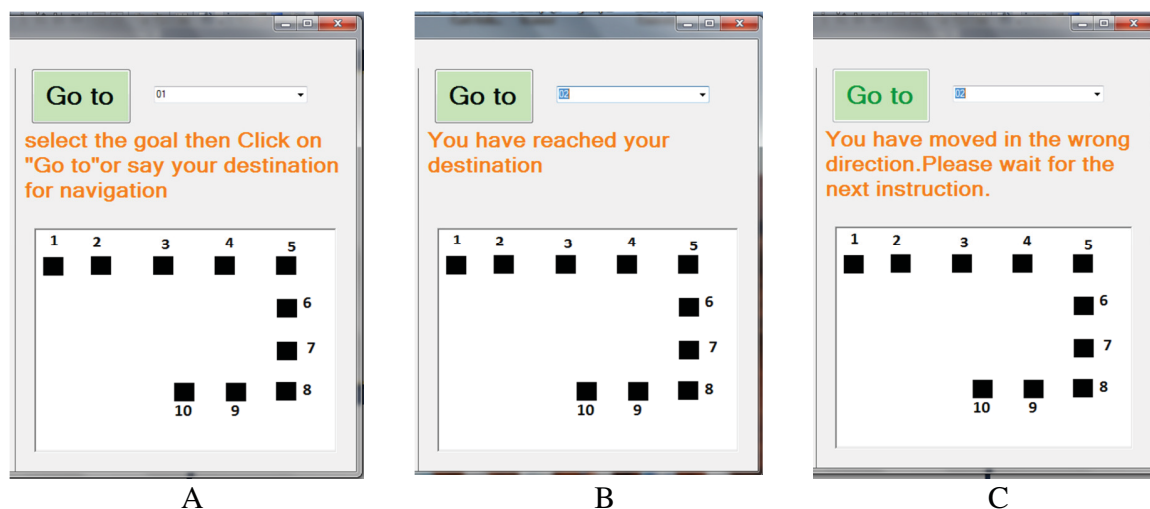 Go to
01
select the goal then Click on
"Go to"or say your destination
for navigation
1 2 3 4 5
6
7
8
10 9
A
Go to
02
You have reached your
destination
1 2 3 4 5
6
7
8
10 9
B
Go to
02
You have moved in the wrong
direction.Please wait for the
next instruction.
1 2 3 4 5
6
7
8
10 9
C